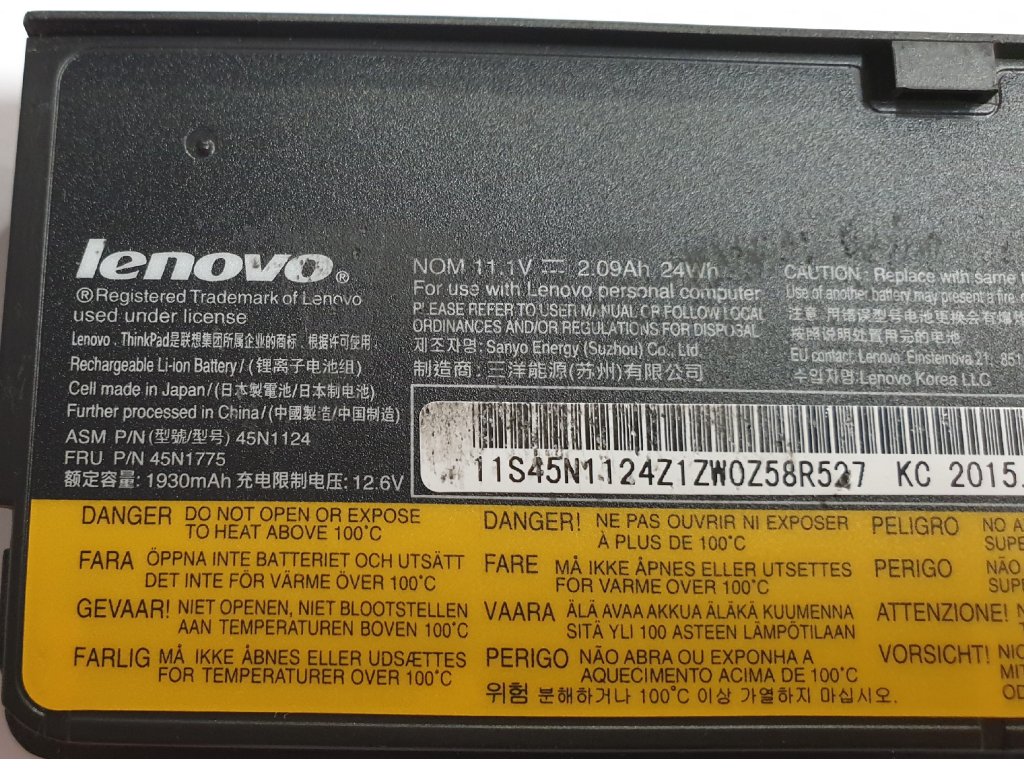 lenovo®
®Registered Trademark of Lenovo
used under license
Lenovo、ThinkPad是联想集团所属企业的商标，根据许可使用。
Rechargeable Li-ion Battery / (锂离子电池组)
Cell made in Japan/(日本製電池/日本制电池)
Further processed in China/(中國製造/中国制造)
ASM P/N (型號/型号) 45N1124
FRU P/N 45N1775
额定容量: 1930mAh 充电限制电压: 12.6V
NOM 11.1V ⎓ 2.09Ah 24Wh
For use with Lenovo personal computer
PLEASE REFER TO USER MANUAL OR FOLLOW LOCAL
ORDINANCES AND/OR REGULATIONS FOR DISPOSAL
제조자명: Sanyo Energy (Suzhou) Co., Ltd.
制造商: 三洋能源(苏州)有限公司
CAUTION : Replace with same
Use of another battery may present a fire
注意 用错误型号电池更换会有爆炸
按照说明处置用完的电池
EU contact: Lenovo, Einsteinova 21, 851
수입자명:Lenovo Korea LLC
11S45N1124Z1ZW0Z58R527 KC 2015.
DANGER DO NOT OPEN OR EXPOSE
TO HEAT ABOVE 100°C
FARA ÖPPNA INTE BATTERIET OCH UTSÄTT
DET INTE FÖR VÄRME ÖVER 100°C
GEVAAR! NIET OPENEN, NIET BLOOTSTELLEN
AAN TEMPERATUREN BOVEN 100°C
FARLIG MÅ IKKE ÅBNES ELLER UDSÆTTES
FOR TEMPERATURER OVER 100°C
DANGER! NE PAS OUVRIR NI EXPOSER
À PLUS DE 100°C
FARE MÅ IKKE ÅPNES ELLER UTSETTES
FOR VARME OVER 100°C
VAARA ÄLÄ AVAA AKKUA ÄLÄKÄ KUUMENNA
SITÄ YLI 100 ASTEEN LÄMPÖTILAAN
PERIGO NÃO ABRA OU EXPONHA A
AQUECIMENTO ACIMA DE 100°C
위험 분해하거나 100°C 이상 가열하지 마십시오.
PELIGRO NO A
SUPE
PERIGO NÃO
SUP
ATTENZIONE! N
VORSICHT! NIC
MIT
OD